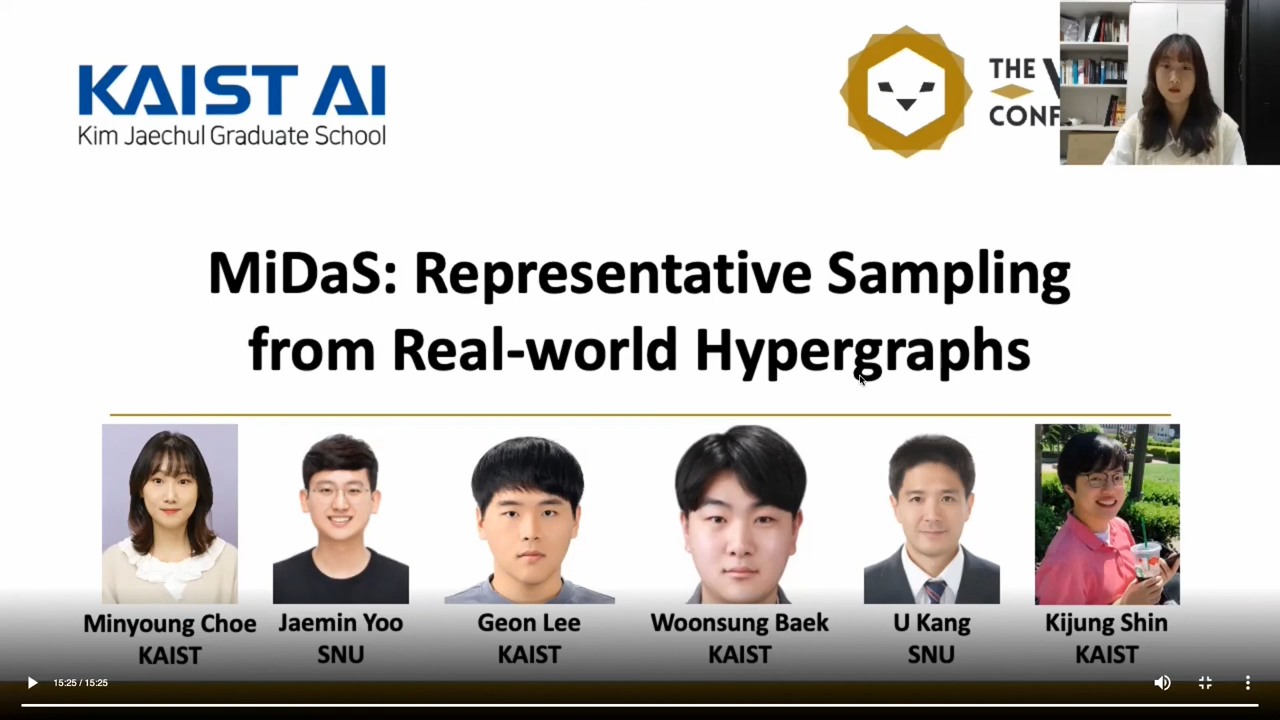 KAIST AI
Kim Jaechul Graduate School
THE
CONF
MiDaS: Representative Sampling
from Real-world Hypergraphs
Minyoung Choe
KAIST
Jaemin Yoo
SNU
Geon Lee
KAIST
Woonsung Baek
KAIST
U Kang
SNU
Kijung Shin
KAIST
15:25 / 15:25